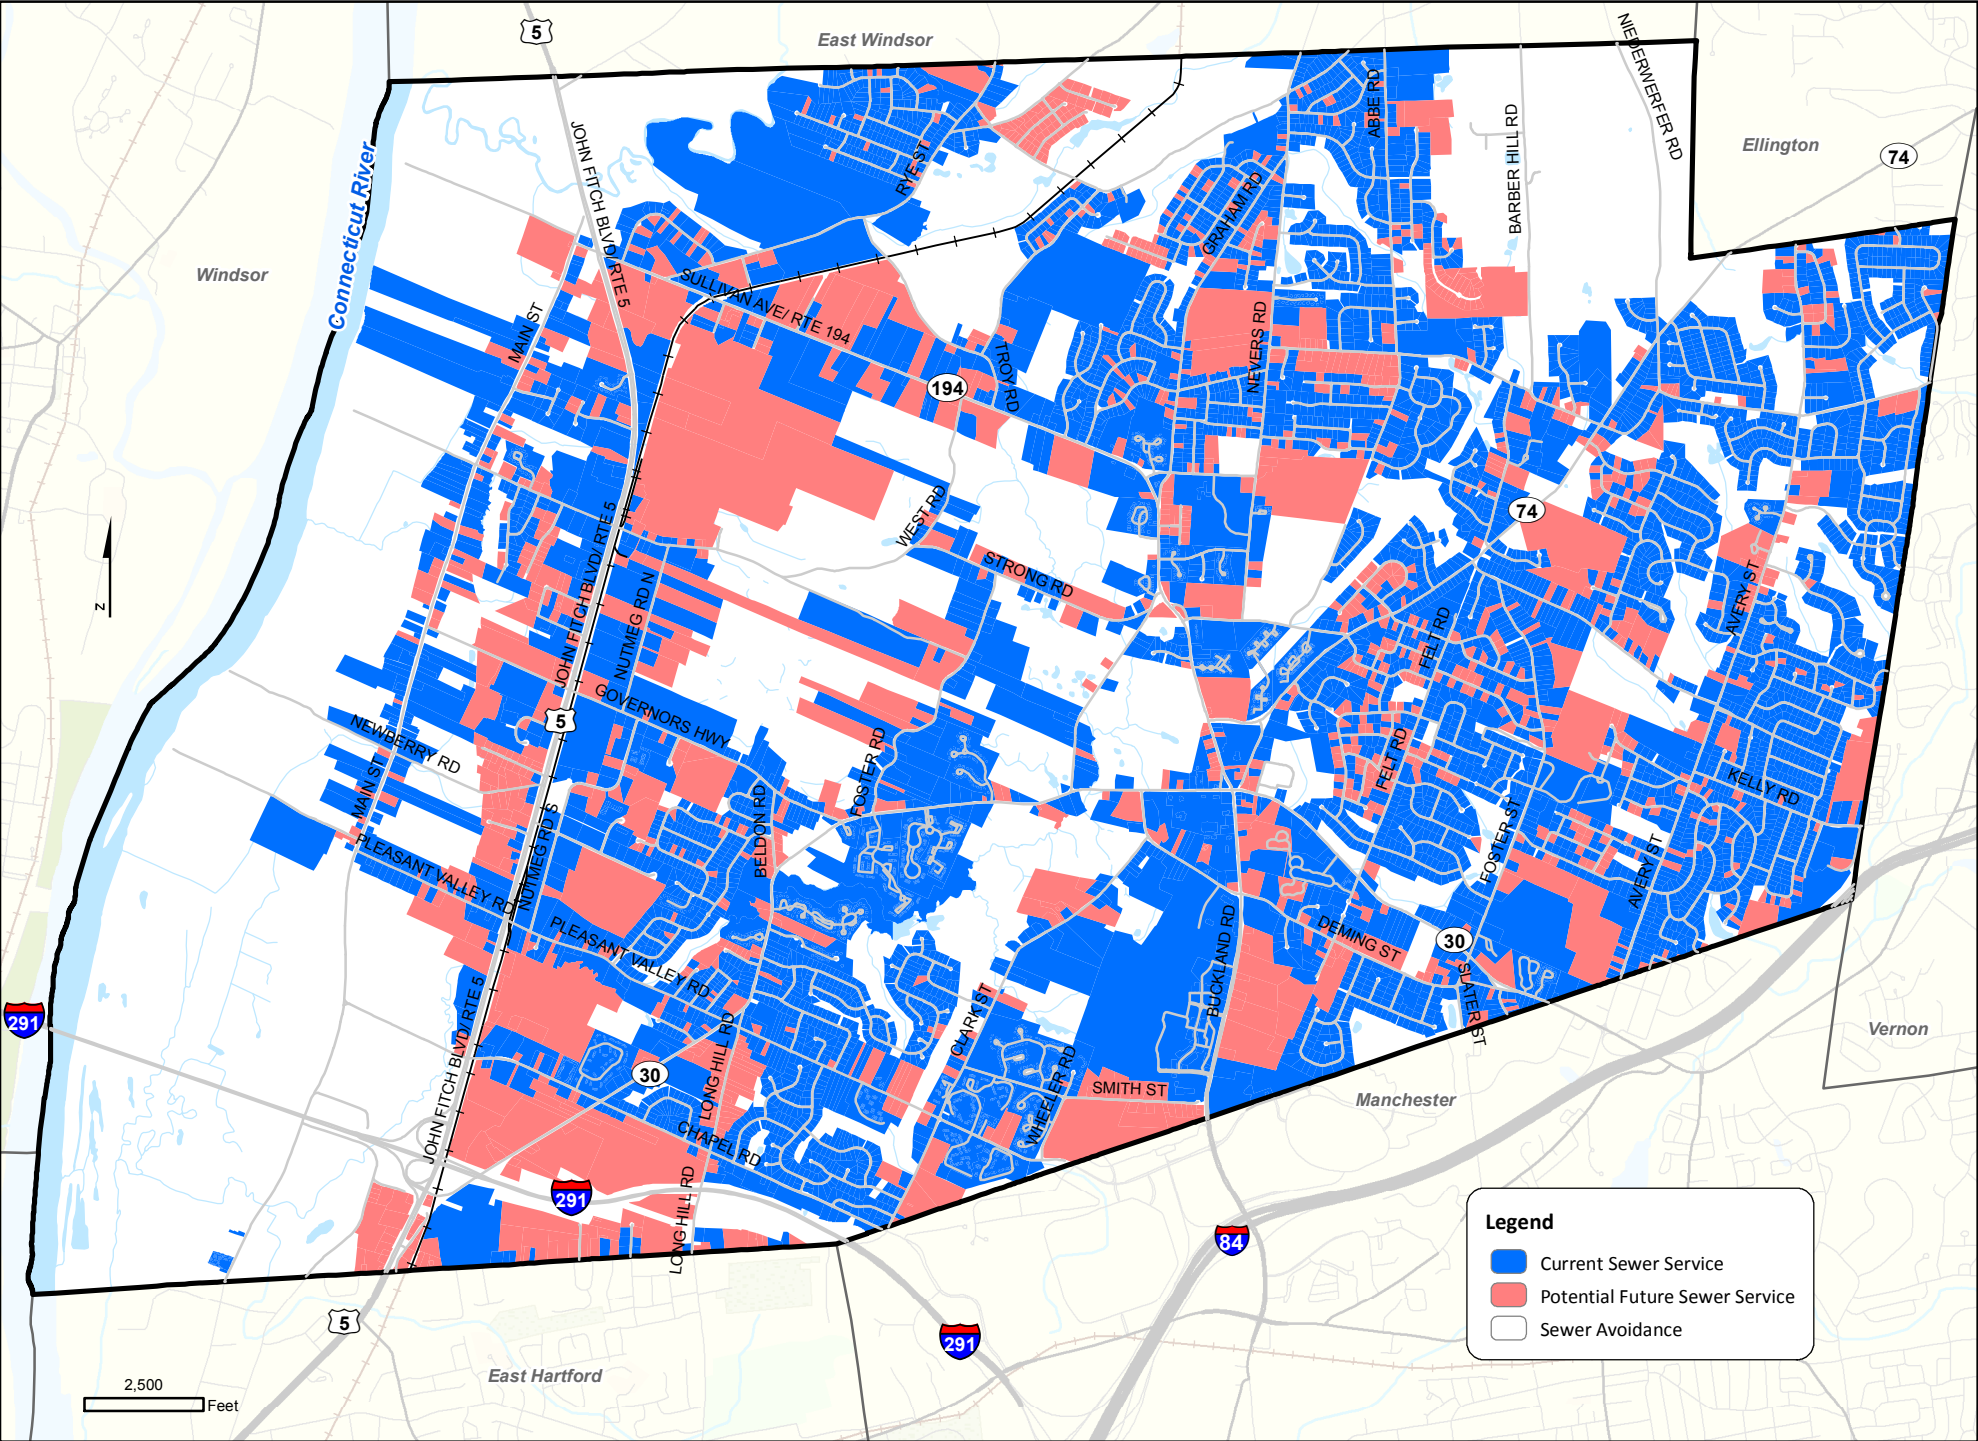 5
East Windsor
NIEDERWERFER RD
ABBE RD
BARBER HILL RD
Ellington
74
JOHN FITCH BLVD/ RTE 5
RYE ST
Connecticut River
GRAHAM RD
Windsor
SULLIVAN AVE/ RTE 194
MAIN ST
NEVERS RD
TROY RD
194
WEST RD
74
JOHN FITCH BLVD/ RTE 5
STRONG RD
NUTMEG RD N
AVERY ST
FELT RD
z
GOVERNORS HWY
5
NEWBERRY RD
FOSTER RD
FELT RD
KELLY RD
MAIN ST
BELDON RD
FOSTER ST
NUTMEG RD S
PLEASANT VALLEY RD
AVERY ST
PLEASANT VALLEY RD
BUCKLAND RD
DEMING ST
30
SLATER ST
291
CLARK ST
JOHN FITCH BLVD/ RTE 5
LONG HILL RD
WHEELER RD
30
SMITH ST
Vernon
Manchester
CHAPEL RD
291
LONG HILL RD
84
5
291
East Hartford
2,500
Feet
Legend
Current Sewer Service
Potential Future Sewer Service
Sewer Avoidance